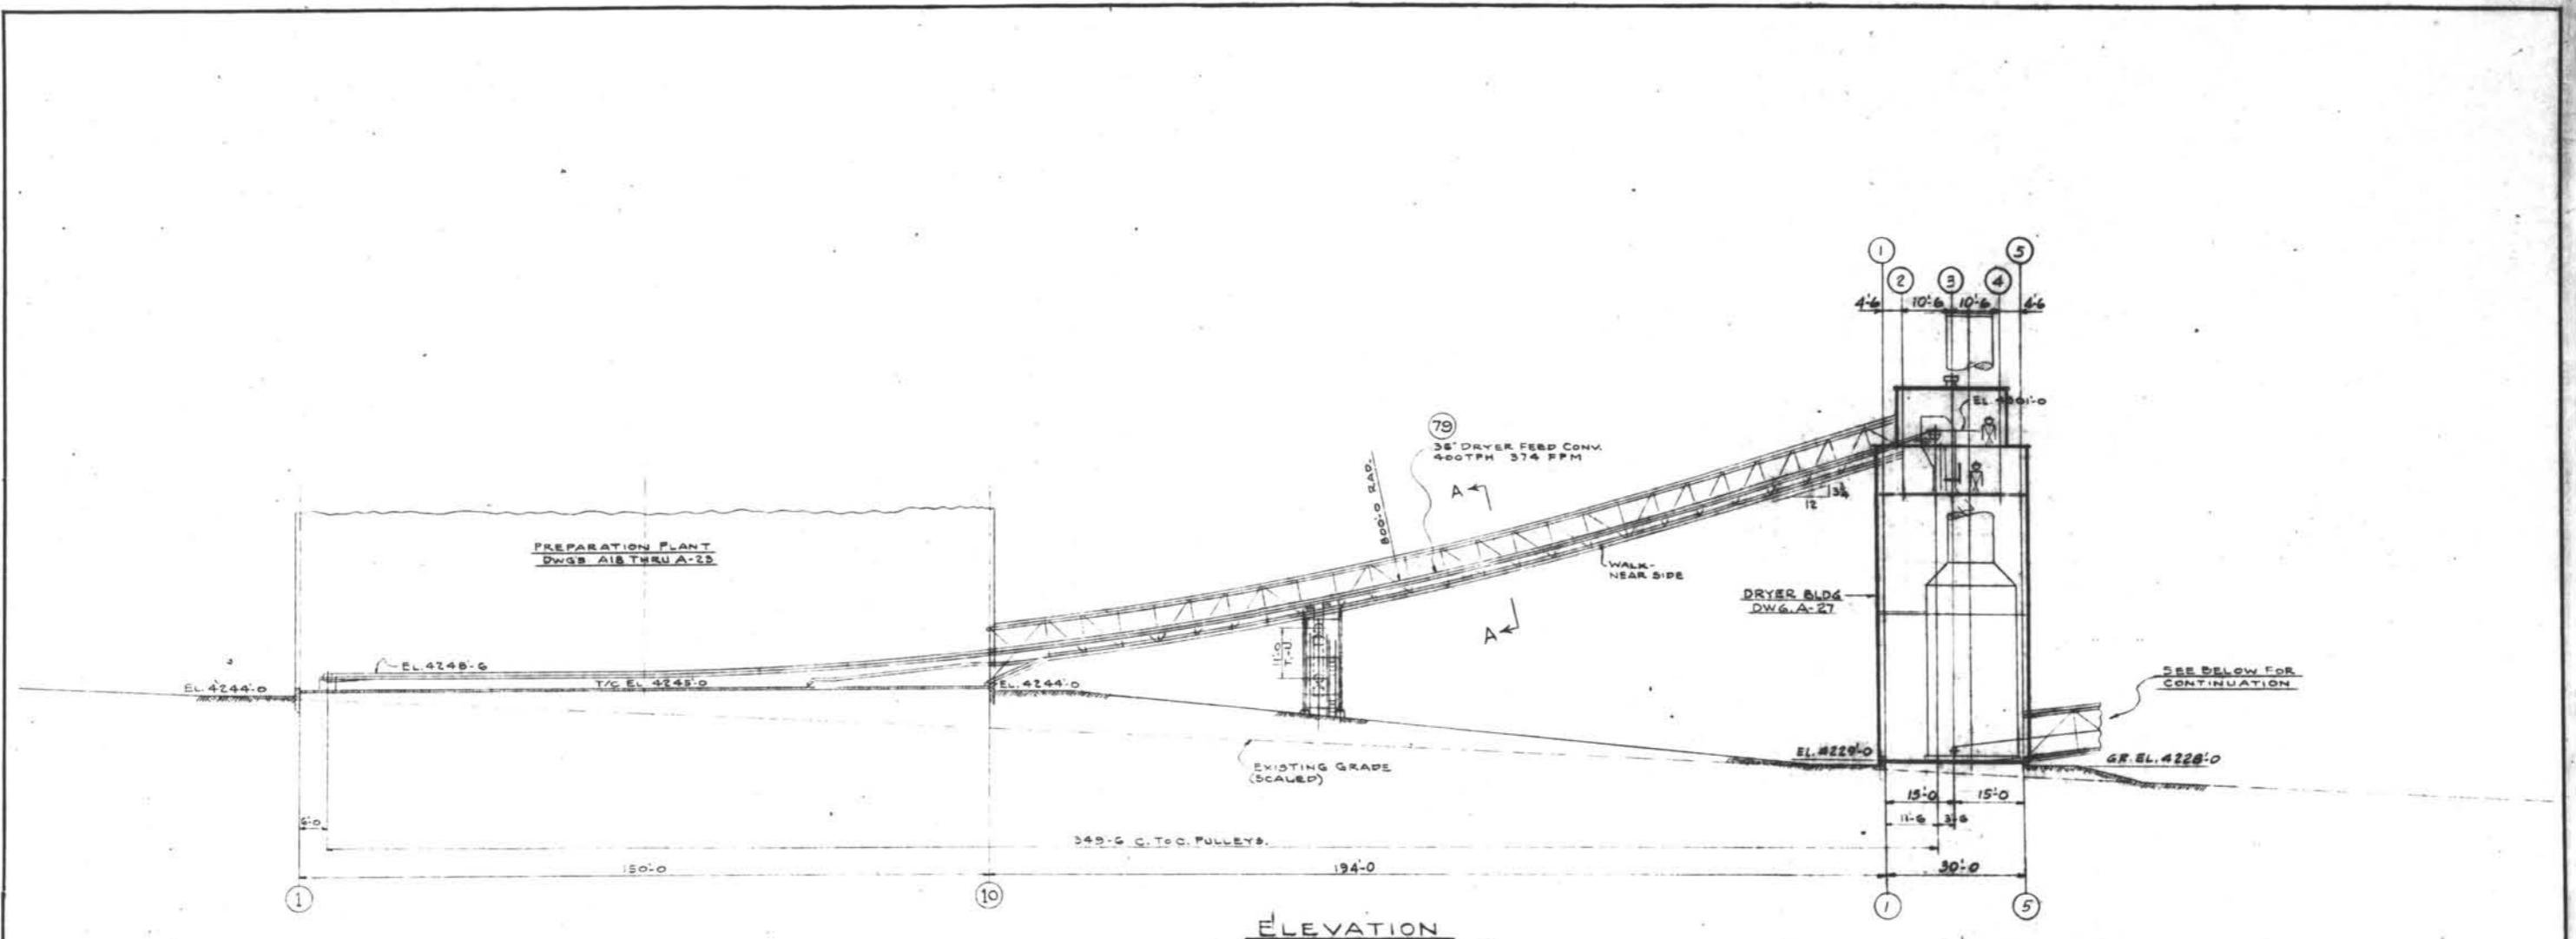 1
5
2
3
4
4'-6
10'-6
10'-6
4'-6
EL. 4301'-0
79
36" DRYER FEED CONV.
400TPH 374 FPM
800'-0 RAD.
A
12
3¾
PREPARATION PLANT
DWG'S A18 THRU A-23
WALK-
NEAR SIDE
DRYER BLDG
DWG. A-27
A
11'-0
T.-U
EL. 4248'-6
EL. 4244'-0
T/C EL. 4245'-0
EL. 4244'-0
SEE BELOW FOR
CONTINUATION
EL. 4229'-0
GR. EL. 4228'-0
EXISTING GRADE
(SCALED)
15'-0
15'-0
6'-0
11'-6
3'-6
349'-6 C. TO C. PULLEYS.
150'-0
194'-0
30'-0
1
10
1
5
ELEVATION